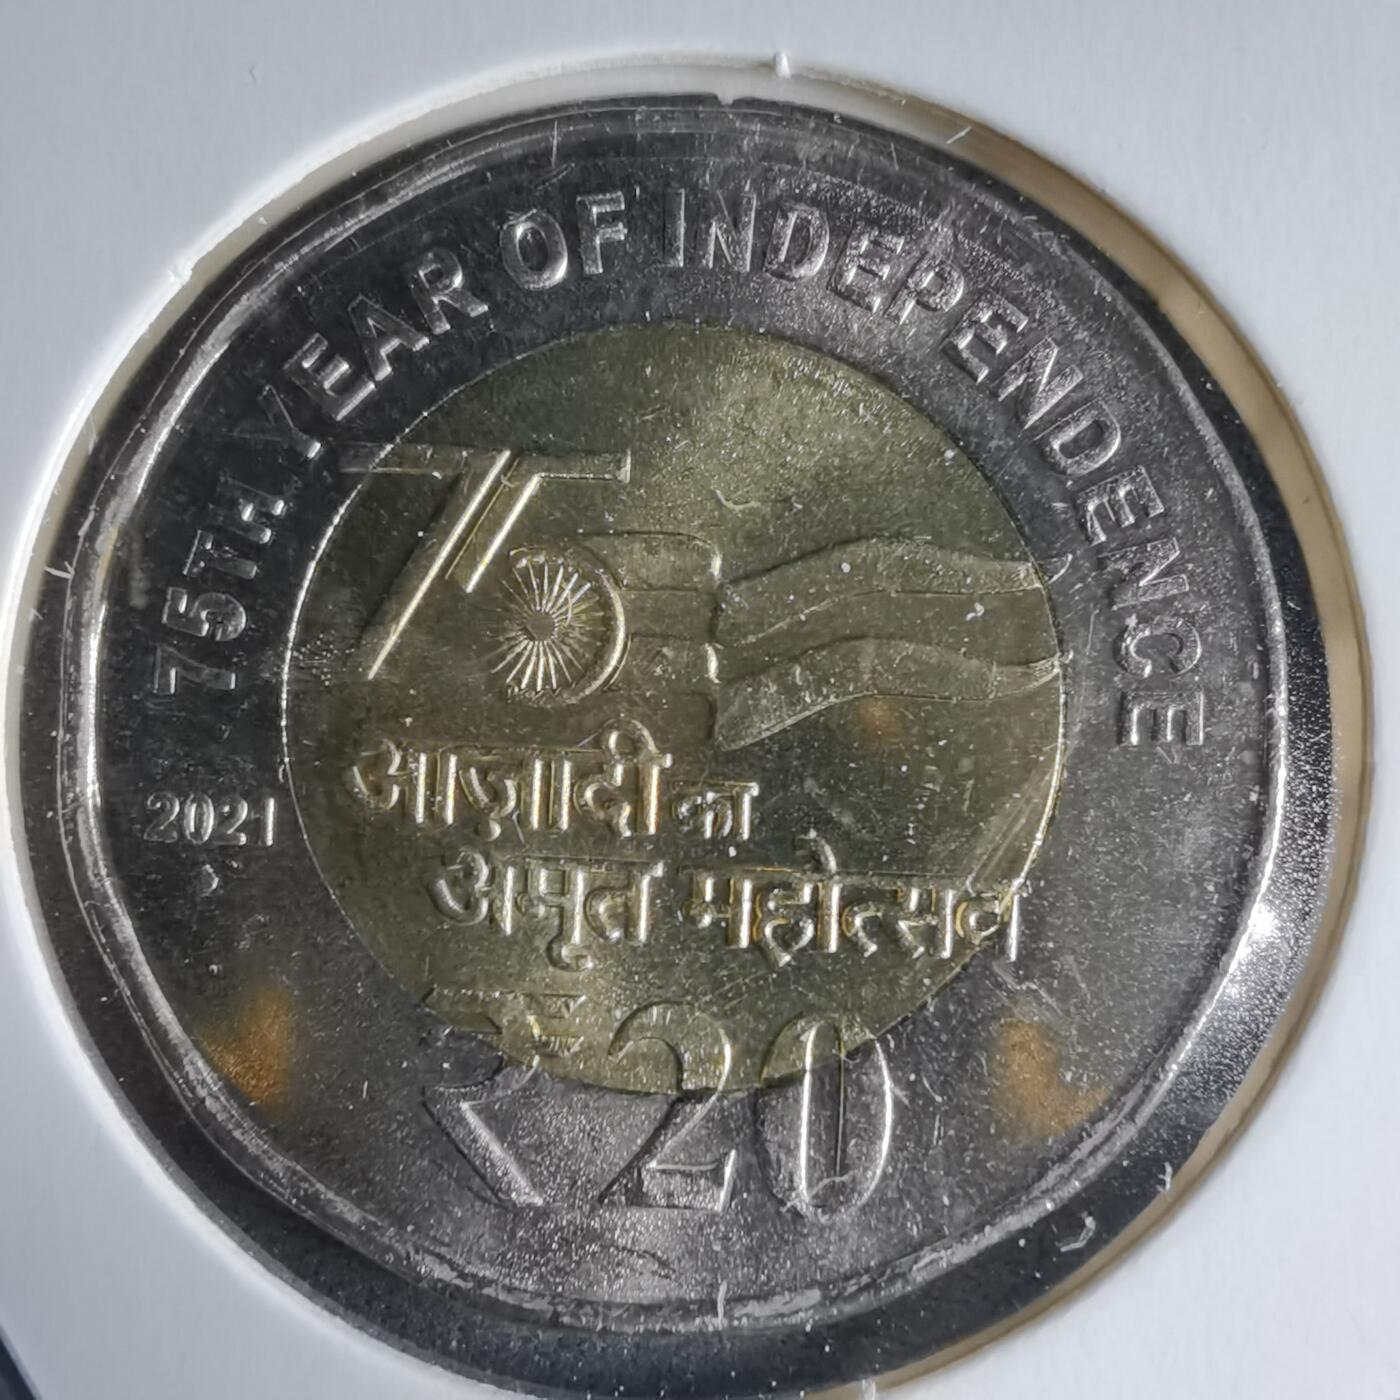 75TH YEAR OF INDEPENDENCE
75
आज़ादी का
अमृत महोत्सव
2021
₹20